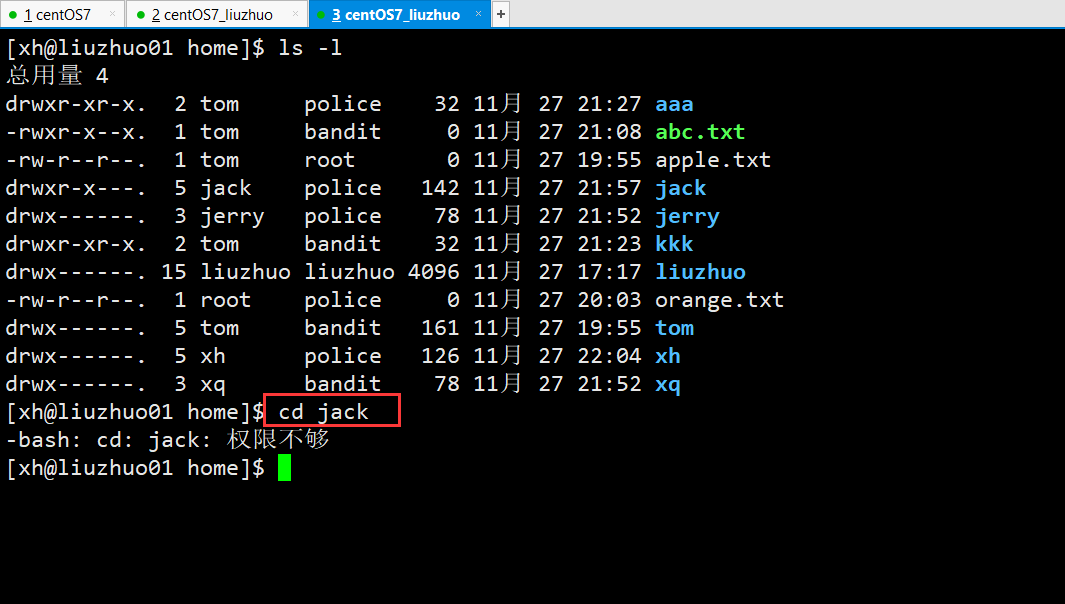 1 centOS7 × 2 centOS7_liuzhuo × 3 centOS7_liuzhuo × +
[xh@liuzhuo01 home]$ ls -l
总用量 4
drwxr-xr-x.  2 tom     police    32 11月  27 21:27 aaa
-rwxr-x--x.  1 tom     bandit     0 11月  27 21:08 abc.txt
-rw-r--r--.  1 tom     root       0 11月  27 19:55 apple.txt
drwxr-x---.  5 jack    police   142 11月  27 21:57 jack
drwx------.  3 jerry   police    78 11月  27 21:52 jerry
drwxr-xr-x.  2 tom     bandit    32 11月  27 21:23 kkk
drwx------. 15 liuzhuo liuzhuo 4096 11月  27 17:17 liuzhuo
-rw-r--r--.  1 root    police     0 11月  27 20:03 orange.txt
drwx------.  5 tom     bandit   161 11月  27 19:55 tom
drwx------.  5 xh      police   126 11月  27 22:04 xh
drwx------.  3 xq      bandit    78 11月  27 21:52 xq
[xh@liuzhuo01 home]$ cd jack
-bash: cd: jack: 权限不够
[xh@liuzhuo01 home]$